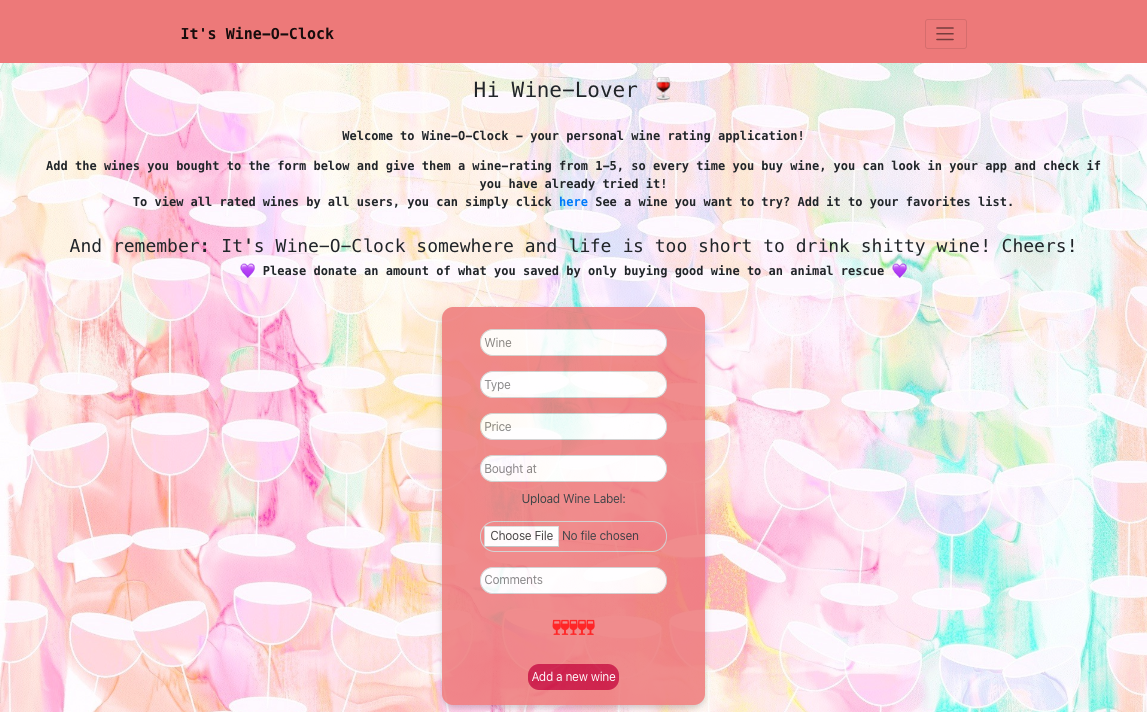 It's Wine-O-Clock
Hi Wine-Lover 🍷
Welcome to Wine-O-Clock - your personal wine rating application!
Add the wines you bought to the form below and give them a wine-rating from 1-5, so every time you buy wine, you can look in your app and check if
you have already tried it!
To view all rated wines by all users, you can simply click here See a wine you want to try? Add it to your favorites list.
And remember: It's Wine-O-Clock somewhere and life is too short to drink shitty wine! Cheers!
💜 Please donate an amount of what you saved by only buying good wine to an animal rescue 💜
Wine
Type
Price
Bought at
Upload Wine Label:
Choose File No file chosen
Comments
Add a new wine